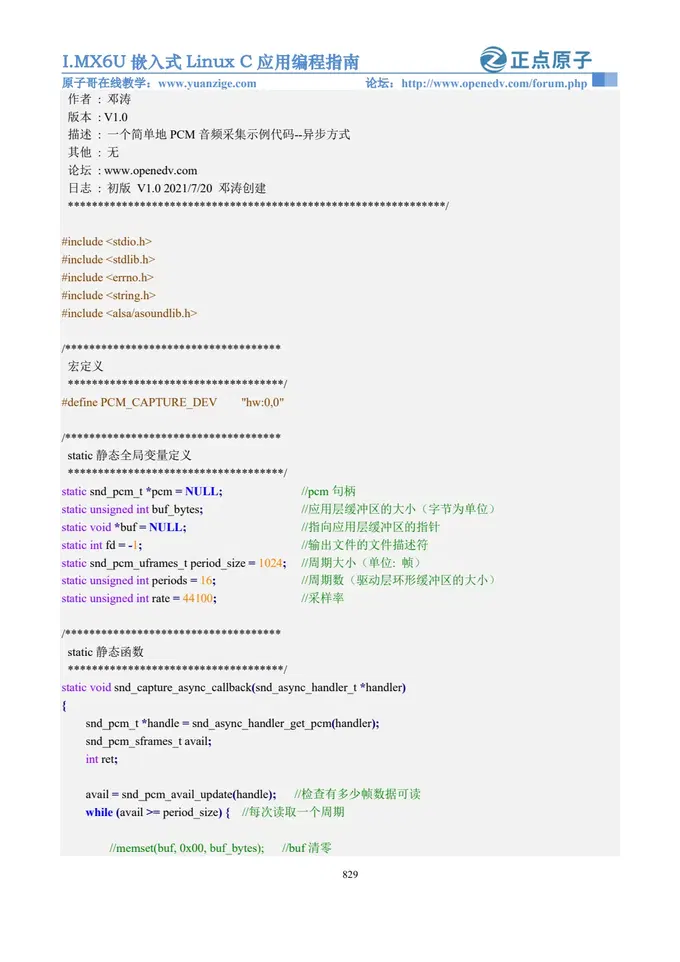 I.MX6U 嵌入式 Linux C 应用编程指南
正点原子
原子哥在线教学：www.yuanzige.com 论坛：http://www.openedv.com/forum.php
作者 : 邓涛
版本 : V1.0
描述 : 一个简单地 PCM 音频采集示例代码--异步方式
其他 : 无
论坛 : www.openedv.com
日志 : 初版 V1.0 2021/7/20 邓涛创建
***************************************************************/
#include <stdio.h>
#include <stdlib.h>
#include <errno.h>
#include <string.h>
#include <alsa/asoundlib.h>
/************************************
宏定义
************************************/
#define PCM_CAPTURE_DEV "hw:0,0"
/************************************
static 静态全局变量定义
************************************/
static snd_pcm_t *pcm = NULL; //pcm 句柄
static unsigned int buf_bytes; //应用层缓冲区的大小（字节为单位）
static void *buf = NULL; //指向应用层缓冲区的指针
static int fd = -1; //输出文件的文件描述符
static snd_pcm_uframes_t period_size = 1024; //周期大小（单位: 帧）
static unsigned int periods = 16; //周期数（驱动层环形缓冲区的大小）
static unsigned int rate = 44100; //采样率
/************************************
static 静态函数
************************************/
static void snd_capture_async_callback(snd_async_handler_t *handler)
{
snd_pcm_t *handle = snd_async_handler_get_pcm(handler);
snd_pcm_sframes_t avail;
int ret;
avail = snd_pcm_avail_update(handle); //检查有多少帧数据可读
while (avail >= period_size) { //每次读取一个周期
//memset(buf, 0x00, buf_bytes); //buf 清零
829